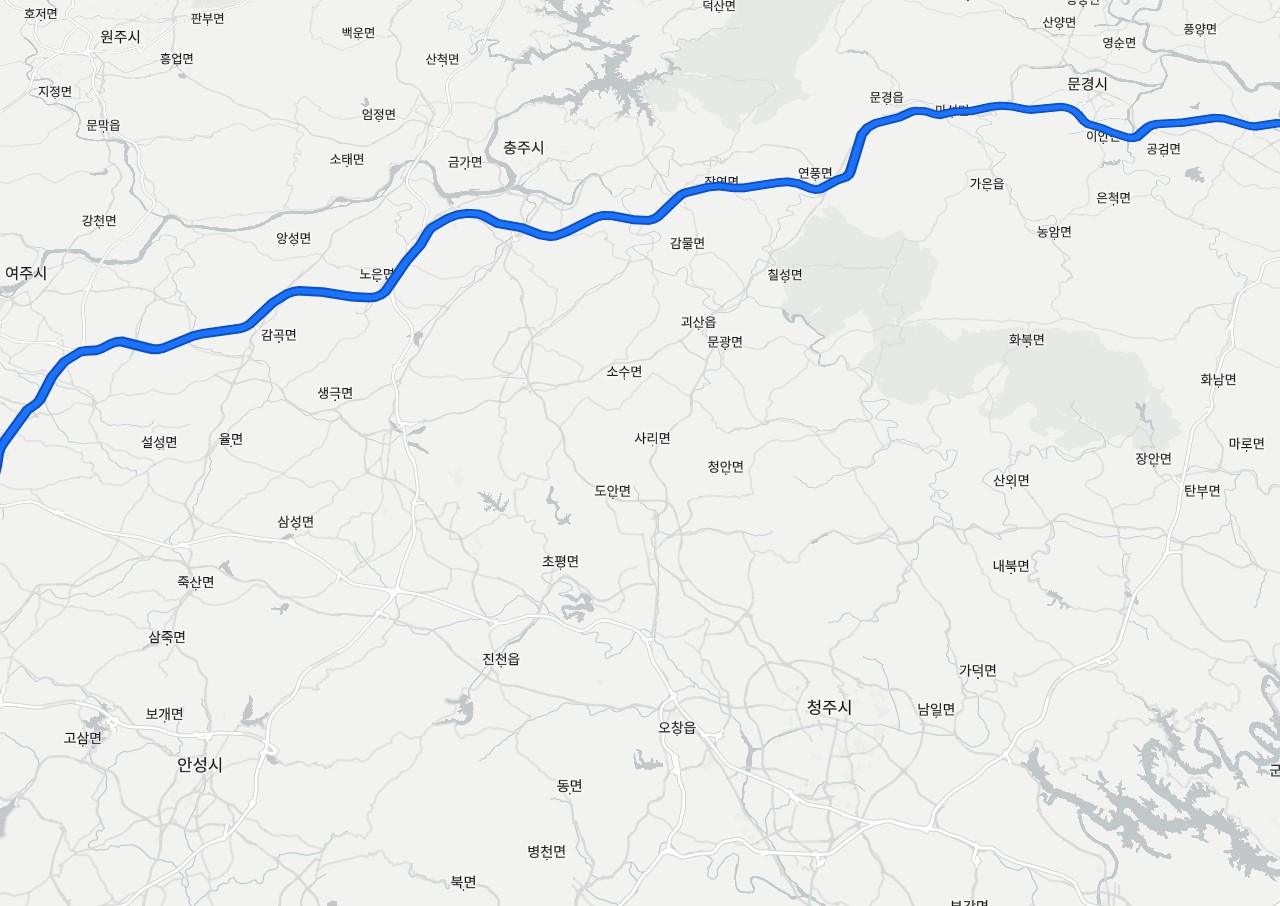 호저면
판부면
덕산면
문경시
산양면
영순면
풍양면
원주시
백운면
흥업면
산척면
지정면
문경읍
엄정면
문막읍
충주시
공검면
소태면
금가면
연풍면
가은읍
은척면
강천면
앙성면
감물면
농암면
여주시
노은면
칠성면
감곡면
괴산읍
문광면
화북면
소수면
화남면
생극면
설성면
율면
사리면
마로면
청안면
장안면
도안면
산외면
탄부면
삼성면
초평면
내북면
죽산면
삼죽면
진천읍
가덕면
보개면
청주시
남일면
고삼면
오창읍
안성시
동면
병천면
북면